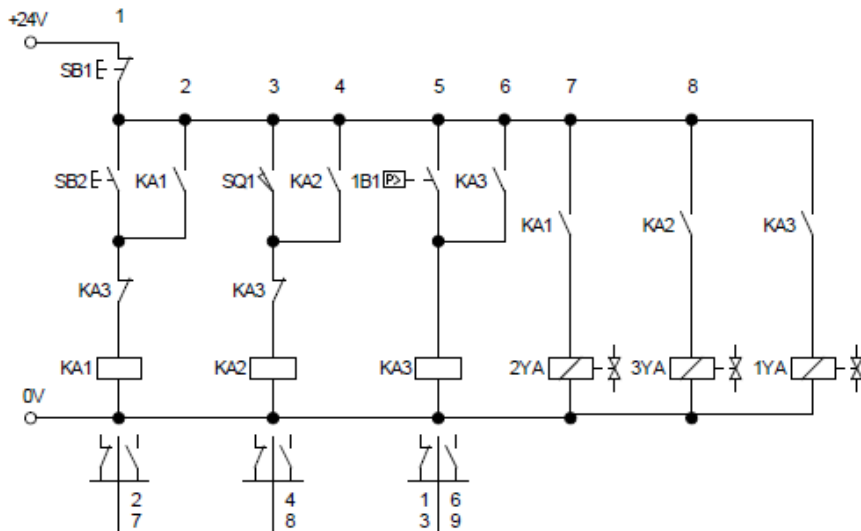 +24V 1
SB1
2 3 4 5 6 7 8
SB2 KA1 SQ1 KA2 1B1 P> KA3
KA1 KA2 KA3
KA3 KA3
KA1 KA2 KA3 2YA 3YA 1YA
0V
2 4 1 6
7 8 3 9